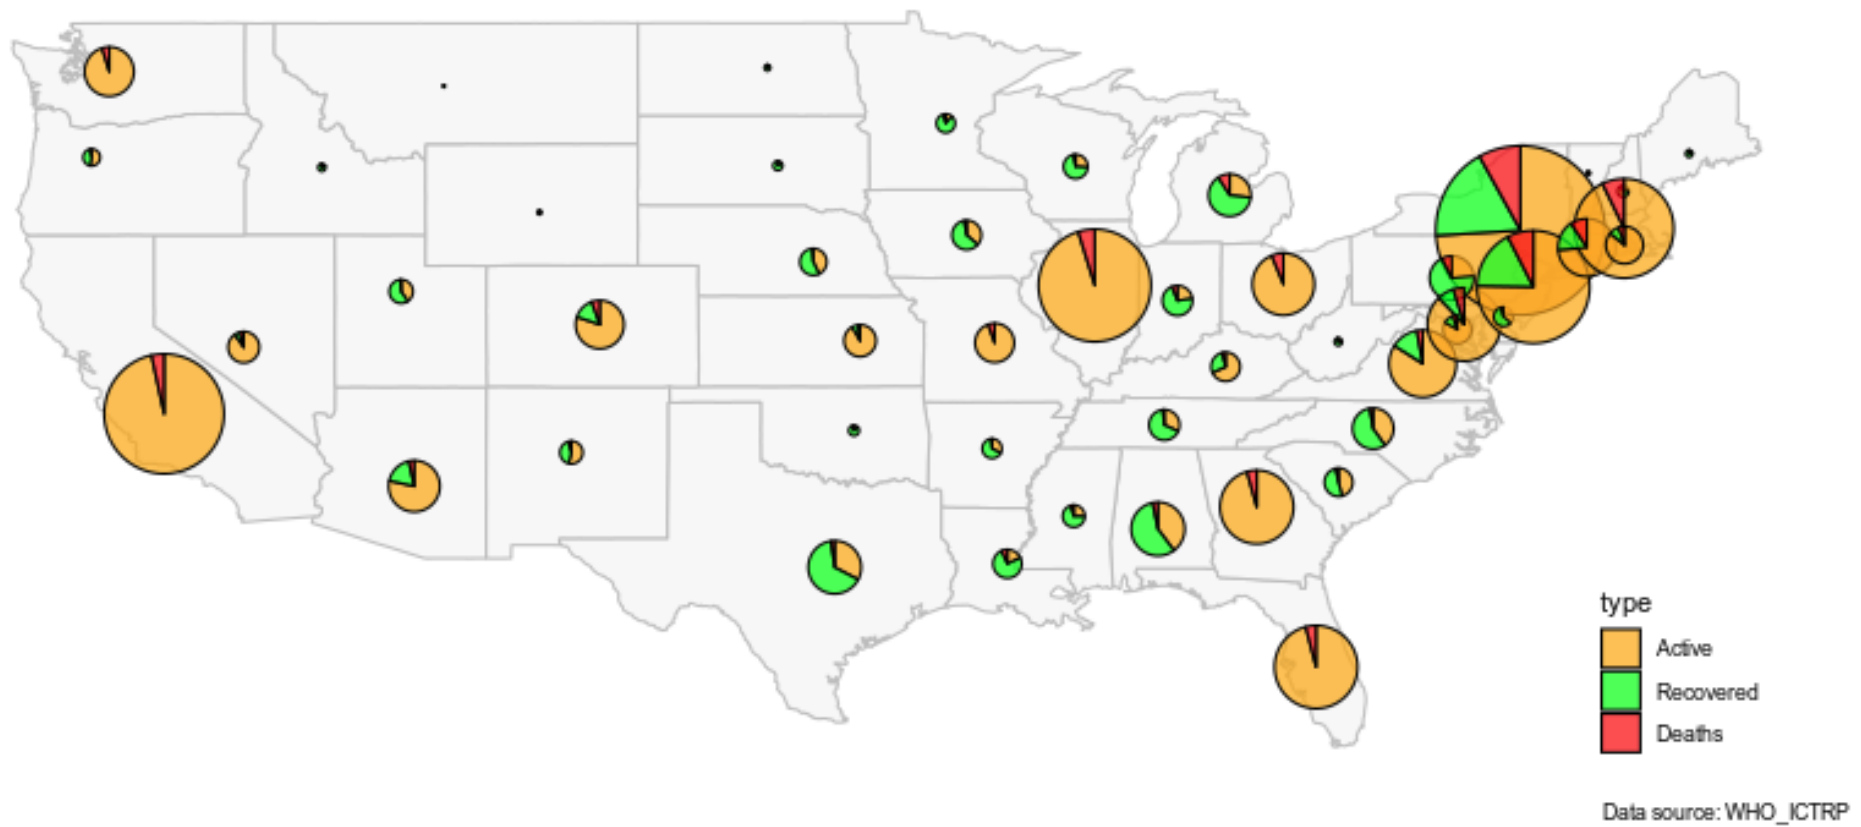 type
Active
Recovered
Deaths
Data source: WHO_ICTRP